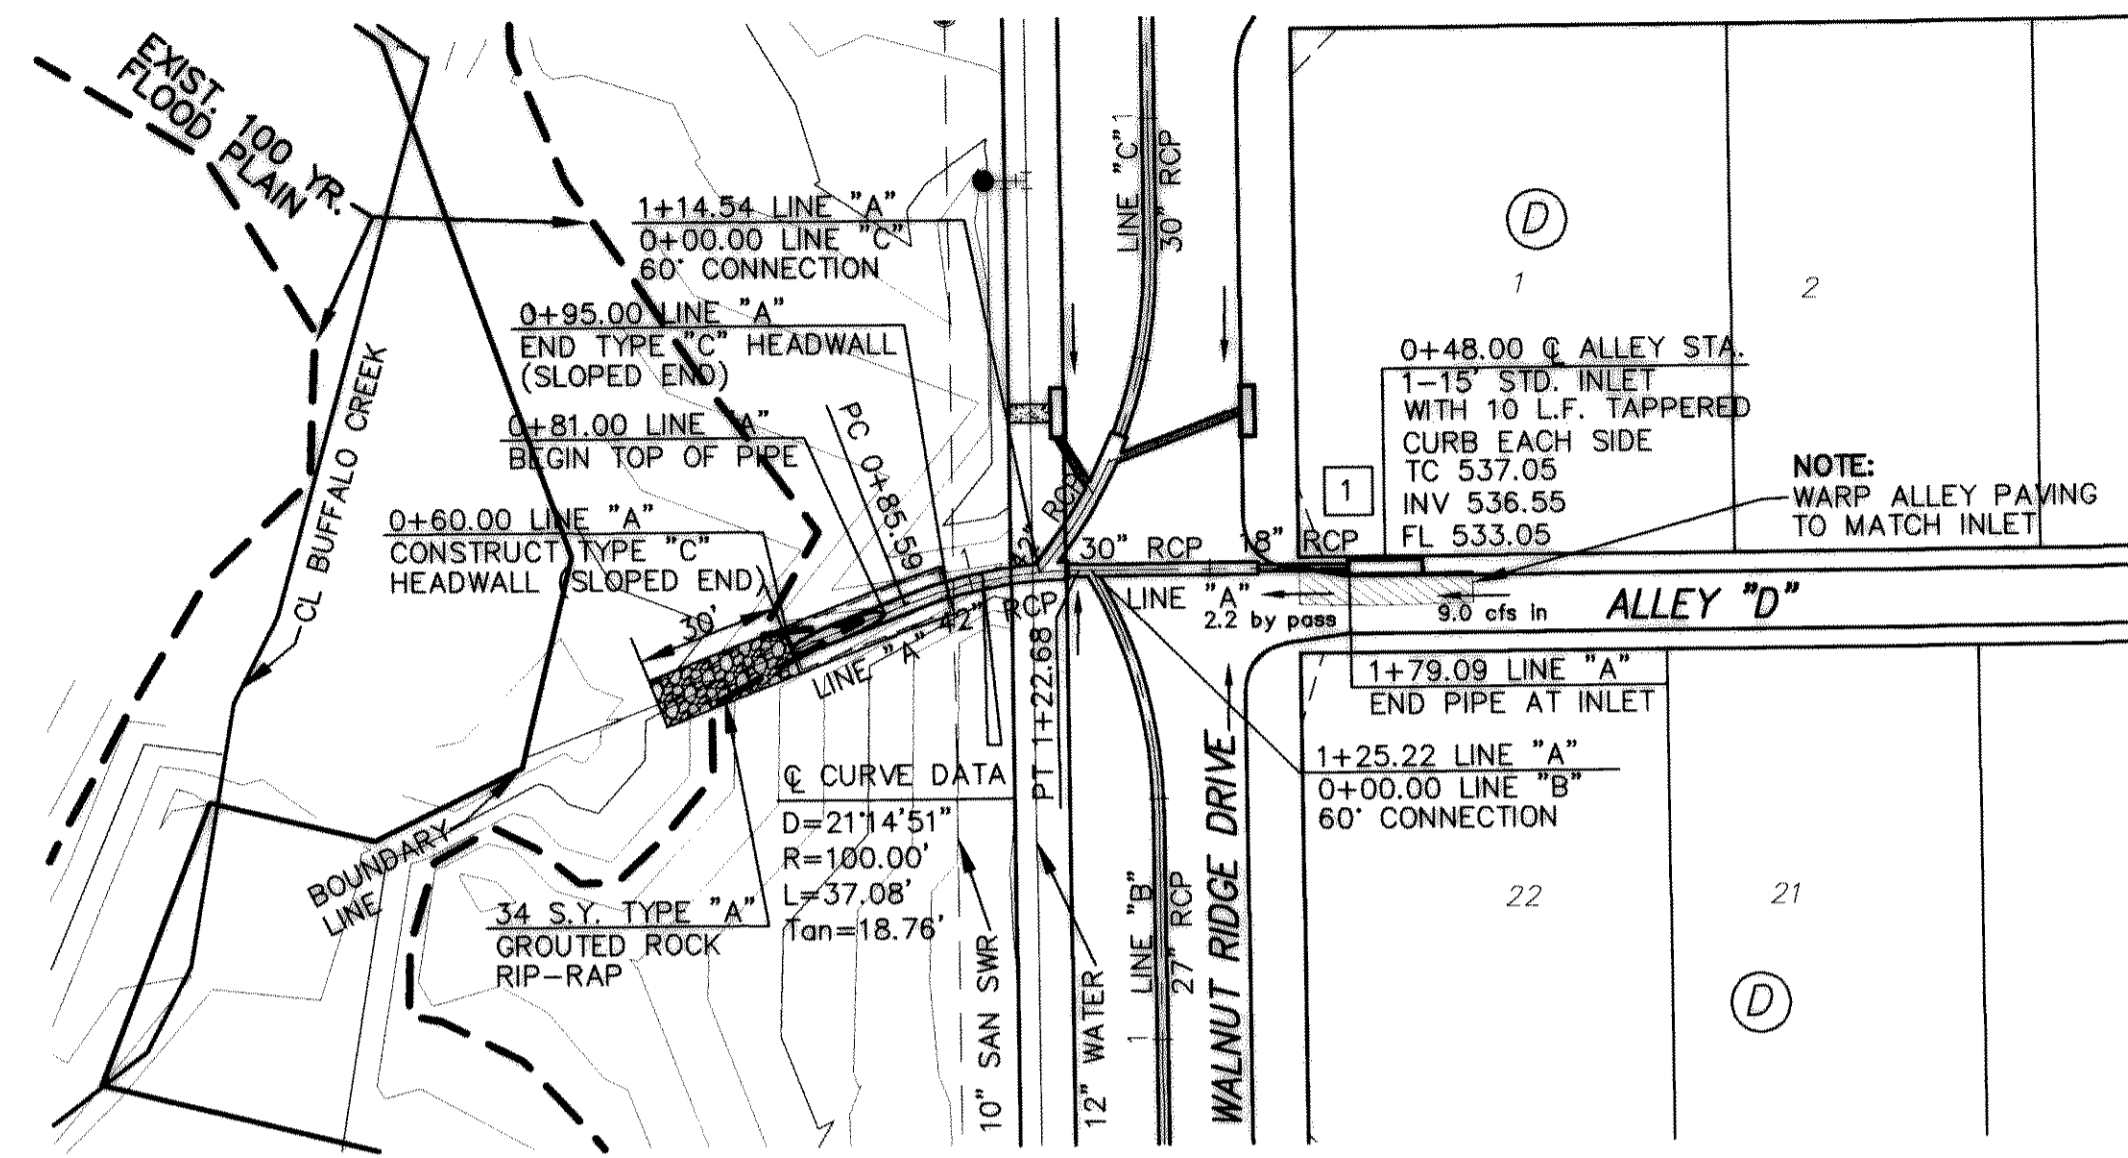 EXIST. 100 YR.
FLOOD PLAIN
1+14.54 LINE "A"
0+00.00 LINE "C"
60° CONNECTION
0+95.00 LINE "A"
END TYPE "C" HEADWALL
(SLOPED END)
0+81.00 LINE "A"
BEGIN TOP OF PIPE
0+60.00 LINE "A"
CONSTRUCT TYPE "C"
HEADWALL (SLOPED END)
PC 0+85.59
CL BUFFALO CREEK
30'
LINE "A"
BOUNDARY
LINE
34 S.Y. TYPE "A"
GROUTED ROCK
RIP-RAP
℄ CURVE DATA
D=21°14'51"
R=100.00'
L=37.08'
Tan=18.76'
1
42" RCP
42" RCP
PT 1+22.68
10" SAN SWR
12" WATER
LINE "C"
1
30" RCP
30" RCP
18" RCP
LINE "A"
2.2 by pass
9.0 cfs in
ALLEY "D"
LINE "B"
1
27" RCP
WALNUT RIDGE DRIVE
D
1
2
0+48.00 ℄ ALLEY STA.
1-15' STD. INLET
WITH 10 L.F. TAPPERED
CURB EACH SIDE
TC 537.05
INV 536.55
FL 533.05
1
NOTE:
WARP ALLEY PAVING
TO MATCH INLET
1+79.09 LINE "A"
END PIPE AT INLET
1+25.22 LINE "A"
0+00.00 LINE "B"
60° CONNECTION
22
21
D